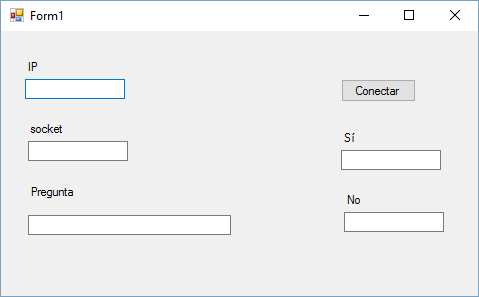 Form1
IP
Conectar
socket
Sí
Pregunta
No